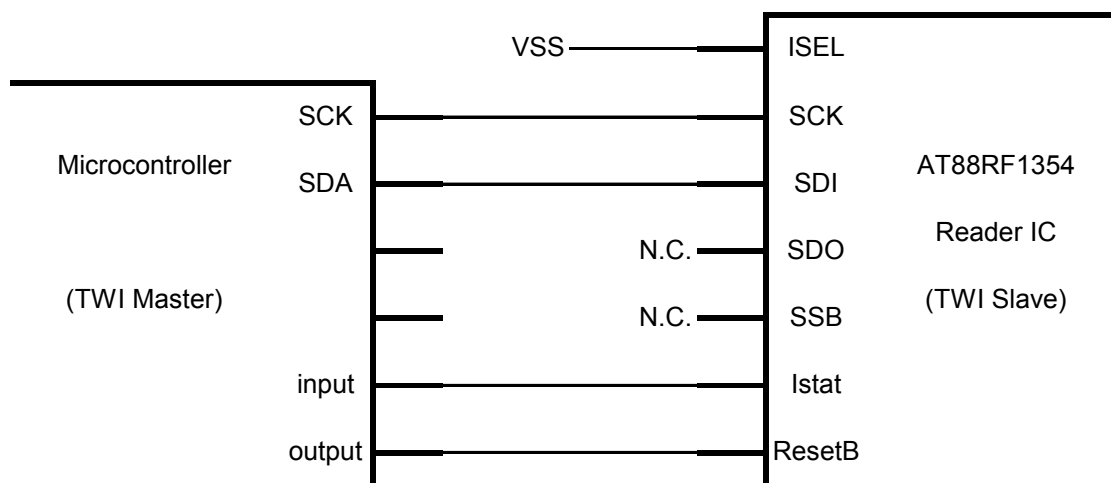 VSS
ISEL
SCK
SCK
Microcontroller
AT88RF1354
SDA
SDI
Reader IC
N.C.
SDO
(TWI Master)
(TWI Slave)
N.C.
SSB
input
Istat
output
ResetB